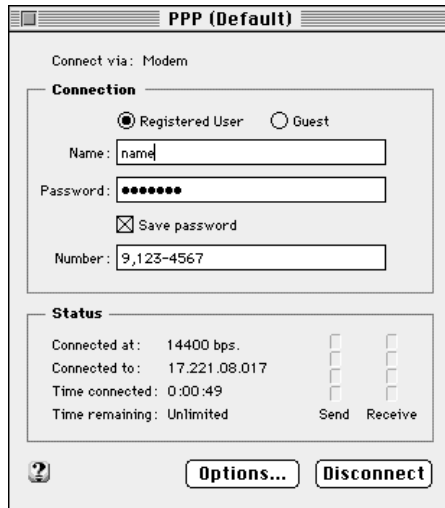 PPP (Default)
Connect via: Modem
Connection
Registered User Guest
Name: name
Password: •••••••
Save password
Number: 9,123-4567
Status
Connected at: 14400 bps.
Connected to: 17.221.08.017
Time connected: 0:00:49
Time remaining: Unlimited Send Receive
? Options... Disconnect